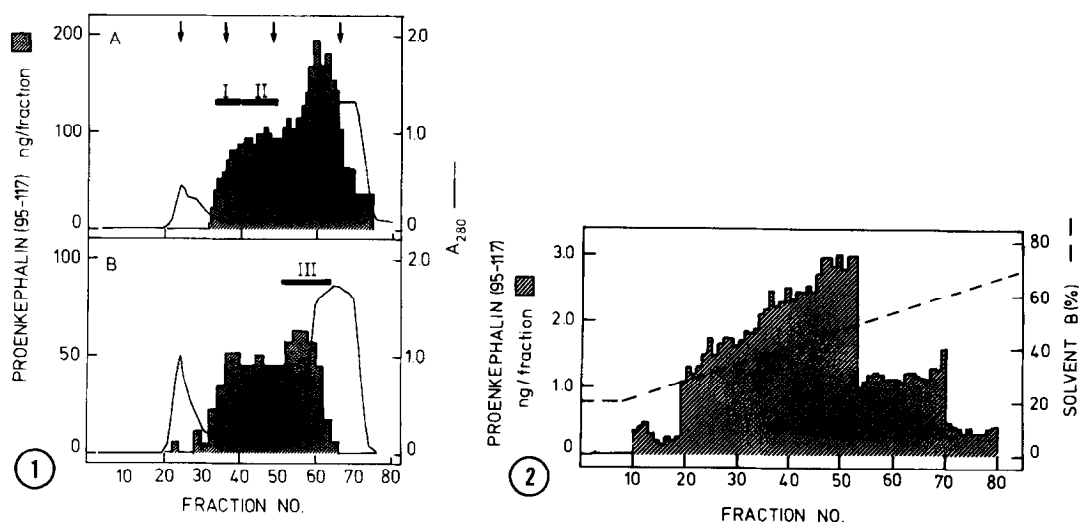 PROENKEPHALIN (95-117) ng/fraction
200
100
0
A
I
II
2.0
1.0
0
A280
100
50
0
B
III
2.0
1.0
0
10 20 30 40 50 60 70 80
FRACTION NO.
1
PROENKEPHALIN (95-117)
ng/fraction
3.0
2.0
1.0
0
80
60
40
20
0
SOLVENT B (%)
10 20 30 40 50 60 70 80
FRACTION NO.
2